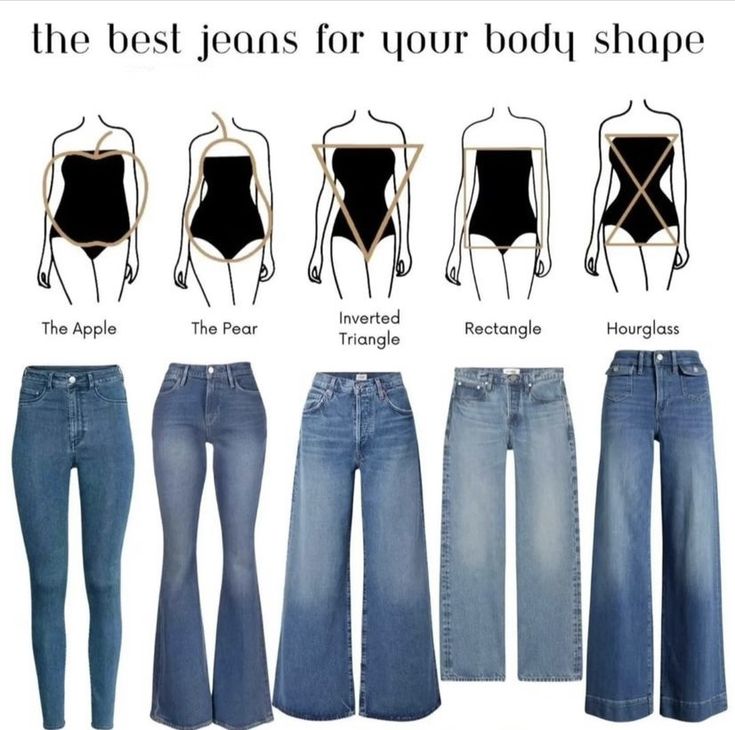 the best jeans for your body shape
The Apple
The Pear
Inverted
Triangle
Rectangle
Hourglass